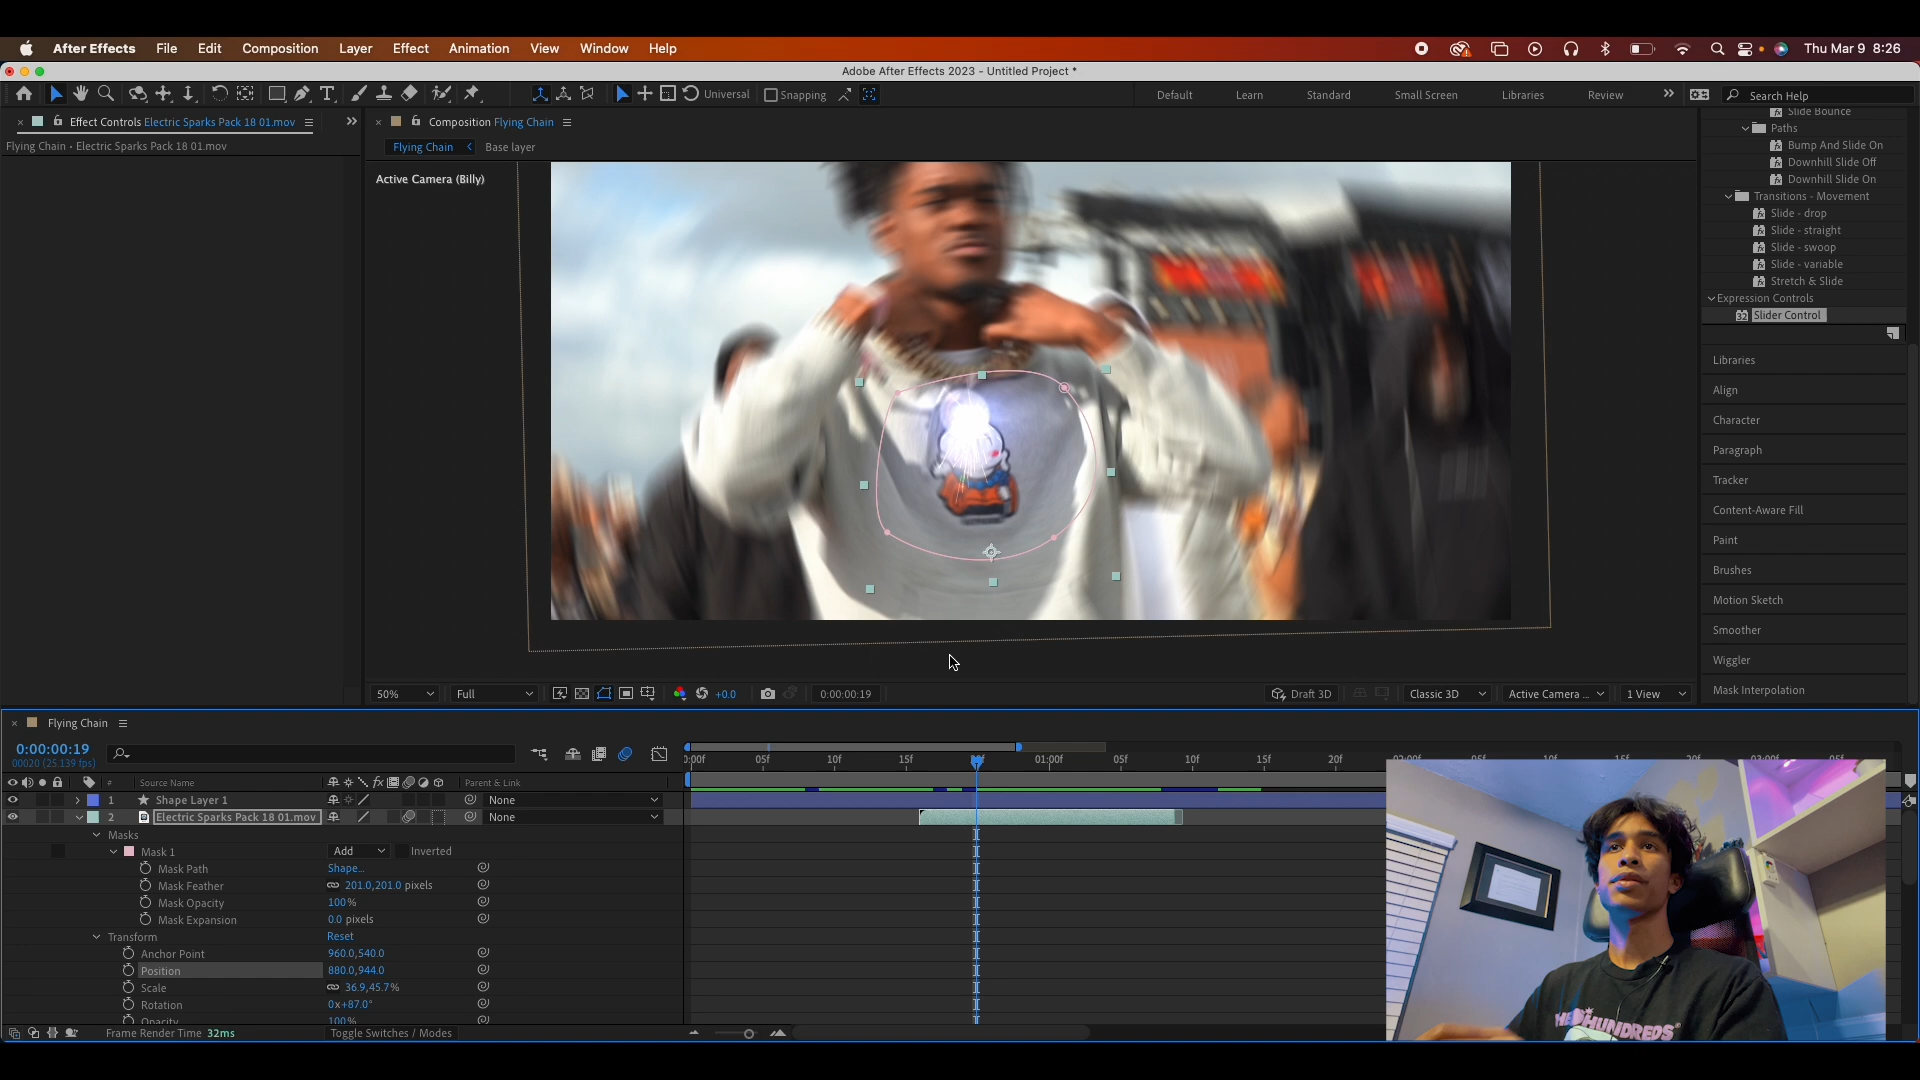 After Effects File Edit Composition Layer Effect Animation View Window Help Thu Mar 9 8:26
Adobe After Effects 2023 - Untitled Project *
Universal Snapping Default Learn Standard Small Screen Libraries Review » Search Help
× Effect Controls Electric Sparks Pack 18 01.mov ≡ » × Composition Flying Chain ≡
Flying Chain • Electric Sparks Pack 18 01.mov
Flying Chain < Base layer
Active Camera (Billy)
Slide Bounce
Paths
Bump And Slide On
Downhill Slide Off
Downhill Slide On
Transitions - Movement
Slide - drop
Slide - straight
Slide - swoop
Slide - variable
Stretch & Slide
Expression Controls
Slider Control
Libraries
Align
Character
Paragraph
Tracker
Content-Aware Fill
Paint
Brushes
Motion Sketch
Smoother
Wiggler
Mask Interpolation
50% Full +0.0 0:00:00:19 Draft 3D Classic 3D Active Camera ... 1 View
× Flying Chain ≡
0:00:00:19
00020 (25.139 fps)
:00f 05f 10f 15f 01:00f 05f 10f 15f 20f
# Source Name fx Parent & Link
1 Shape Layer 1 None
2 Electric Sparks Pack 18 01.mov None
Masks
Mask 1 Add Inverted
Mask Path Shape...
Mask Feather 201.0,201.0 pixels
Mask Opacity 100%
Mask Expansion 0.0 pixels
Transform Reset
Anchor Point 960.0,540.0
Position 880.0,944.0
Scale 36.9,45.7%
Rotation 0x+87.0°
Opacity 100%
Frame Render Time 32ms Toggle Switches / Modes
HUNDREDS